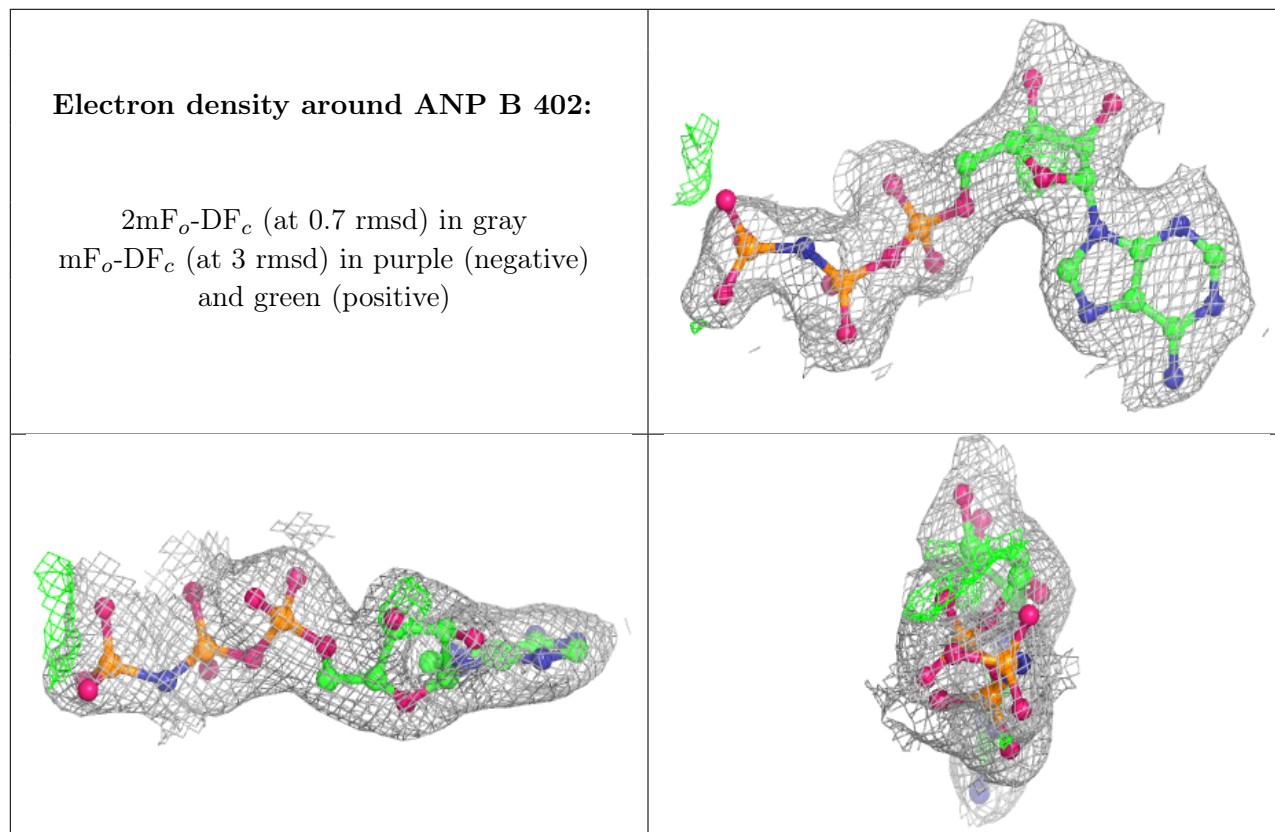 Electron density around ANP B 402:
2mFo-DFc (at 0.7 rmsd) in gray
mFo-DFc (at 3 rmsd) in purple (negative)
and green (positive)